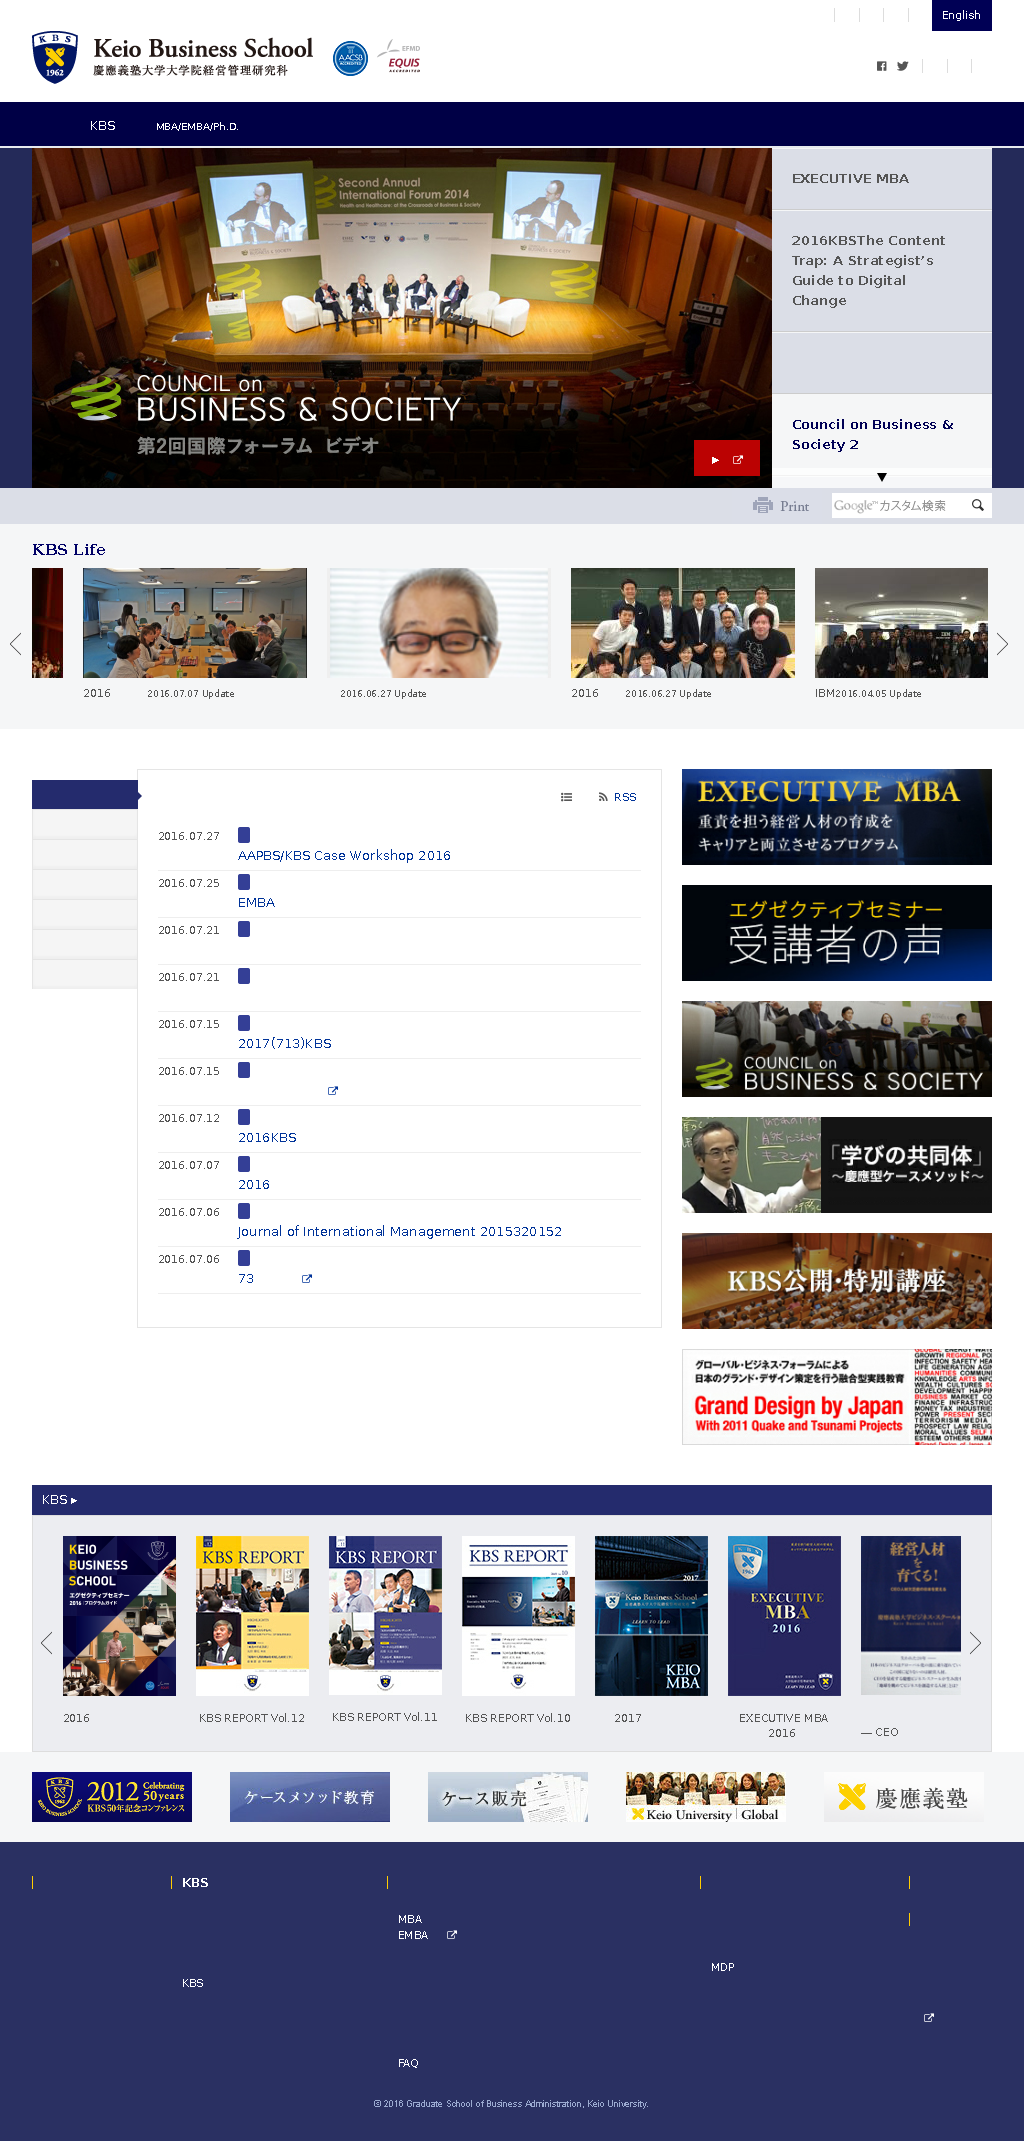 English
KBS
1962
Keio Business School
慶應義塾大学大学院経営管理研究科
AACSB
ACCREDITED
EFMD
EQUIS
ACCREDITED
KBS
MBA/EMBA/Ph.D.
Second Annual
International Forum 2014
Health and Healthcare: at the Crossroads of Business & Society
COUNCIL on
BUSINESS & SOCIETY
第2回国際フォーラム ビデオ
EXECUTIVE MBA
2016KBSThe Content
Trap: A Strategist's
Guide to Digital
Change
Council on Business &
Society 2
Print
Google™カスタム検索
KBS Life
2016 2016.07.07 Update
2016.06.27 Update
2016 2016.06.27 Update
IBM2016.04.05 Update
RSS
2016.07.27
AAPBS/KBS Case Workshop 2016
2016.07.25
EMBA
2016.07.21
2016.07.21
2016.07.15
2017(713)KBS
2016.07.15
2016.07.12
2016KBS
2016.07.07
2016
2016.07.06
Journal of International Management 2015320152
2016.07.06
73
EXECUTIVE MBA
重責を担う経営人材の育成を
キャリアと両立させるプログラム
エグゼクティブセミナー
受講者の声
COUNCIL on
BUSINESS & SOCIETY
「学びの共同体」
～慶應型ケースメソッド～
KBS公開・特別講座
グローバル・ビジネス・フォーラムによる
日本のグランド・デザイン策定を行う融合型実践教育
Grand Design by Japan
With 2011 Quake and Tsunami Projects
KBS
KEIO
BUSINESS
SCHOOL
エグゼクティブセミナー
2016 プログラムガイド
KBS REPORT
KBS REPORT
KBS REPORT
2017
Keio Business School
LEARN TO LEAD
KEIO
MBA
EXECUTIVE
MBA
2016
経営人材を
育てる!
2016
KBS REPORT Vol.12
KBS REPORT Vol.11
KBS REPORT Vol.10
2017
EXECUTIVE MBA
2016
— CEO
2012 Celebrating
50years
KBS50年記念コンファレンス
ケースメソッド教育
ケース販売
Keio University Global
慶應義塾
KBS
MBA
EMBA
MDP
KBS
FAQ
© 2016 Graduate School of Business Administration, Keio University.